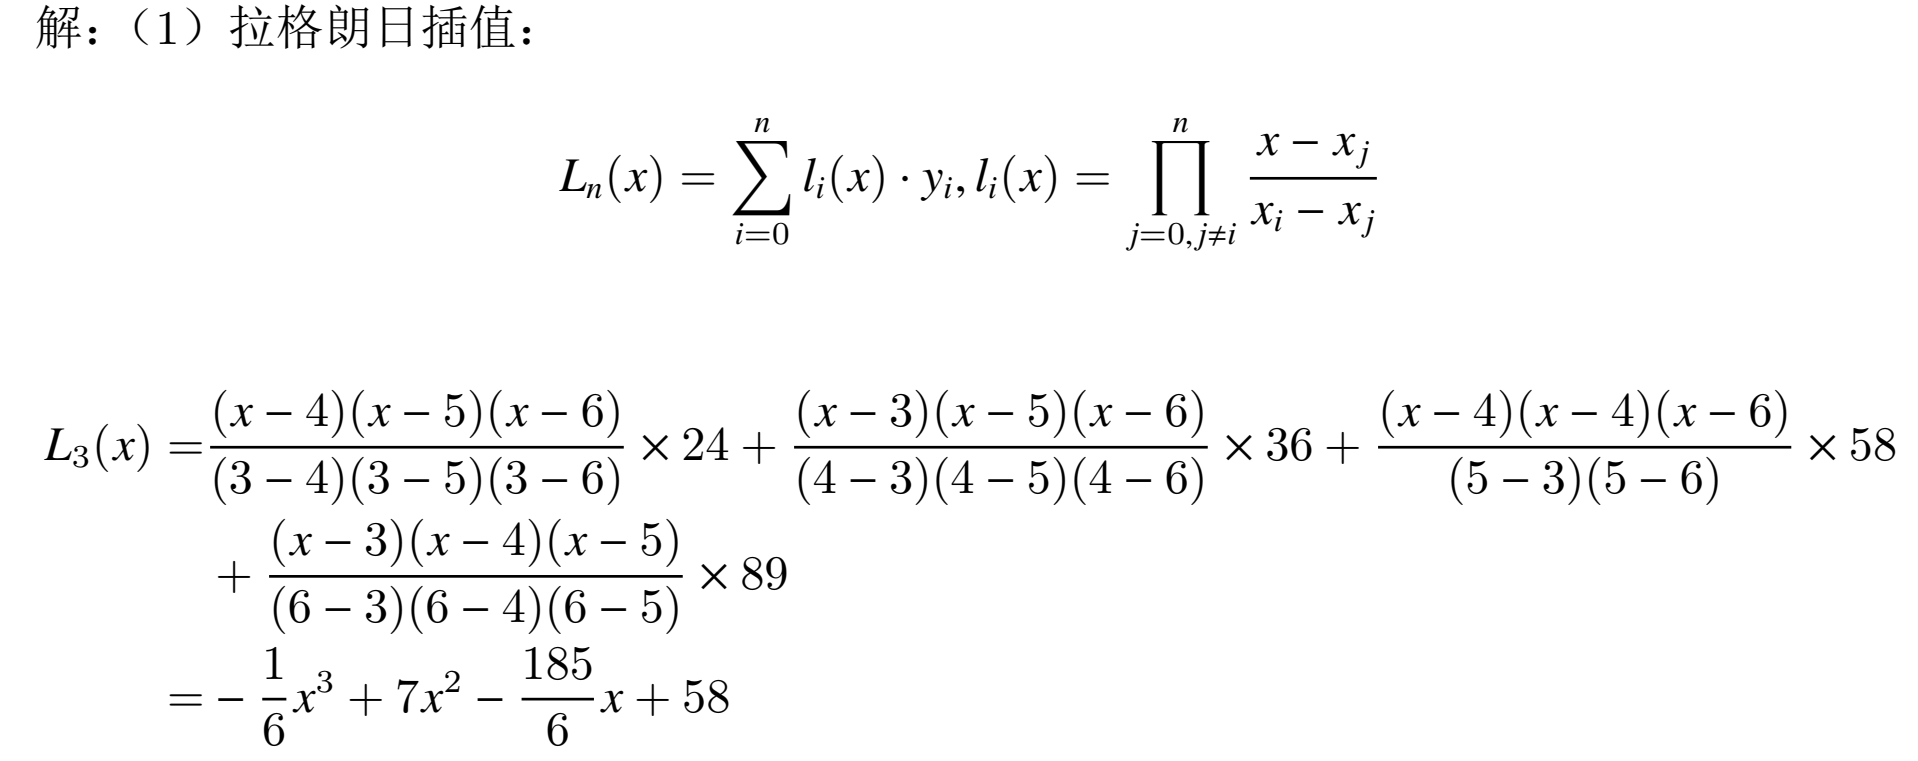 解：（1）拉格朗日插值：
$L_n(x) = \sum_{i=0}^{n} l_i(x) \cdot y_i, l_i(x) = \prod_{j=0, j \neq i}^{n} \frac{x - x_j}{x_i - x_j}$
$L_3(x) = \frac{(x-4)(x-5)(x-6)}{(3-4)(3-5)(3-6)} \times 24 + \frac{(x-3)(x-5)(x-6)}{(4-3)(4-5)(4-6)} \times 36 + \frac{(x-4)(x-4)(x-6)}{(5-3)(5-6)} \times 58$
$+ \frac{(x-3)(x-4)(x-5)}{(6-3)(6-4)(6-5)} \times 89$
$= -\frac{1}{6}x^3 + 7x^2 - \frac{185}{6}x + 58$